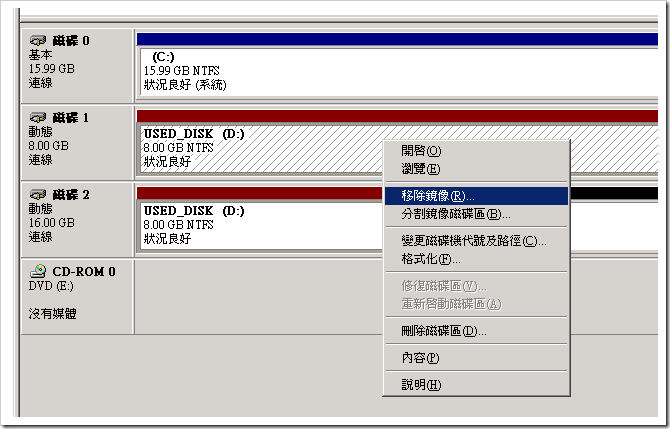 磁碟 0
基本
15.99 GB
連線
(C:)
15.99 GB NTFS
狀況良好 (系統)
磁碟 1
動態
8.00 GB
連線
USED_DISK (D:)
8.00 GB NTFS
狀況良好
磁碟 2
動態
16.00 GB
連線
USED_DISK (D:)
8.00 GB NTFS
狀況良好
CD-ROM 0
DVD (E:)
沒有媒體
開啓(O)
瀏覽(E)
移除鏡像(R)...
分割鏡像磁碟區(B)...
變更磁碟機代號及路徑(C)...
格式化(F)...
修復磁碟區(V)...
重新啓動磁碟區(A)
刪除磁碟區(D)...
內容(P)
說明(H)